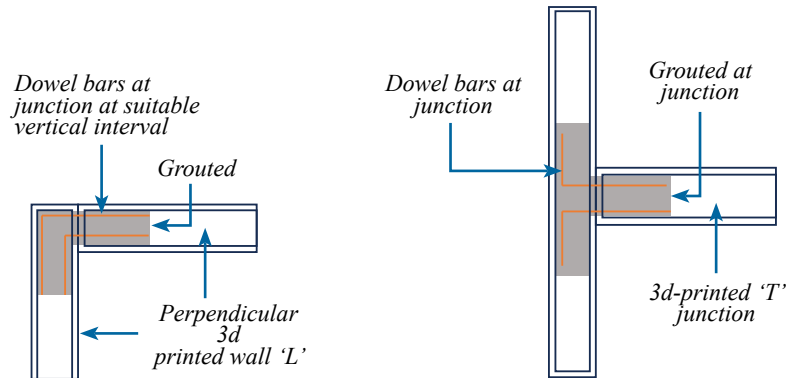 Dowel bars at
junction at suitable
vertical interval
Grouted
Perpendicular
3d
printed wall ‘L’
Dowel bars at
junction
Grouted at
junction
3d-printed ‘T’
junction